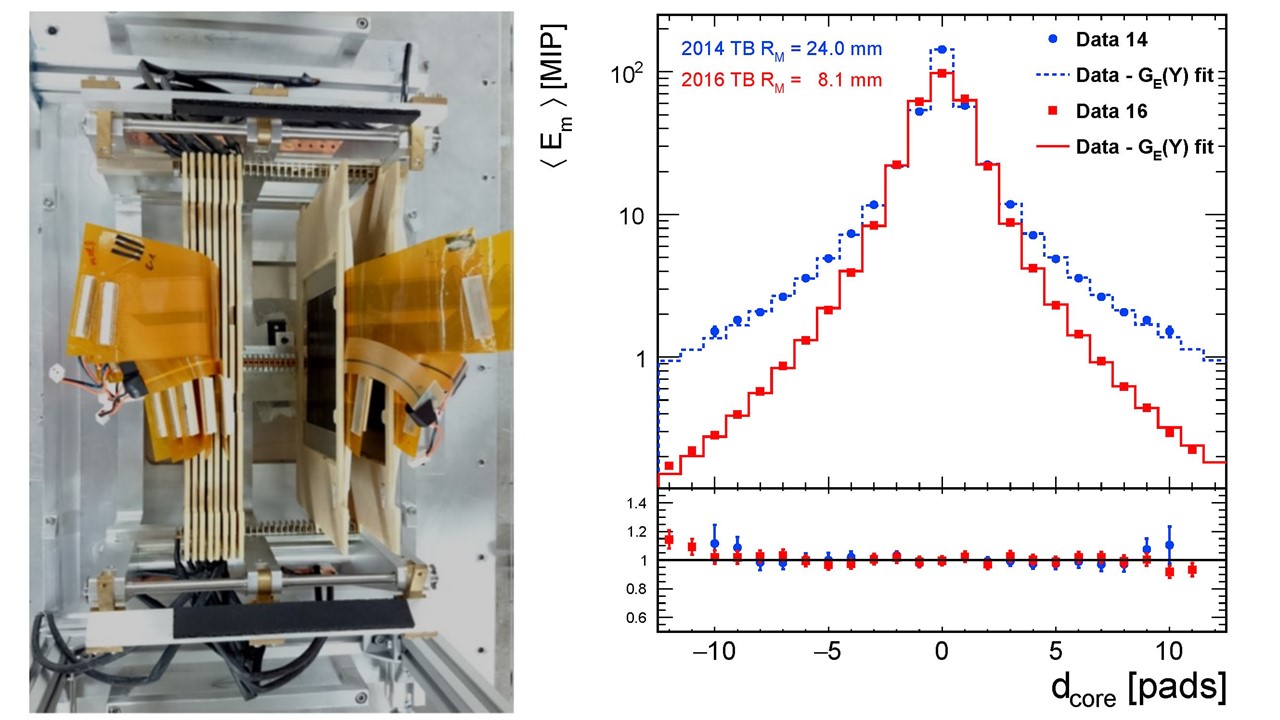 ⟨ E_m ⟩ [MIP]
2014 TB R_M = 24.0 mm
2016 TB R_M = 8.1 mm
Data 14
Data - G_E(Y) fit
Data 16
Data - G_E(Y) fit
10²
10
1
1.4
1.2
1
0.8
0.6
−10 −5 0 5 10
d_core [pads]